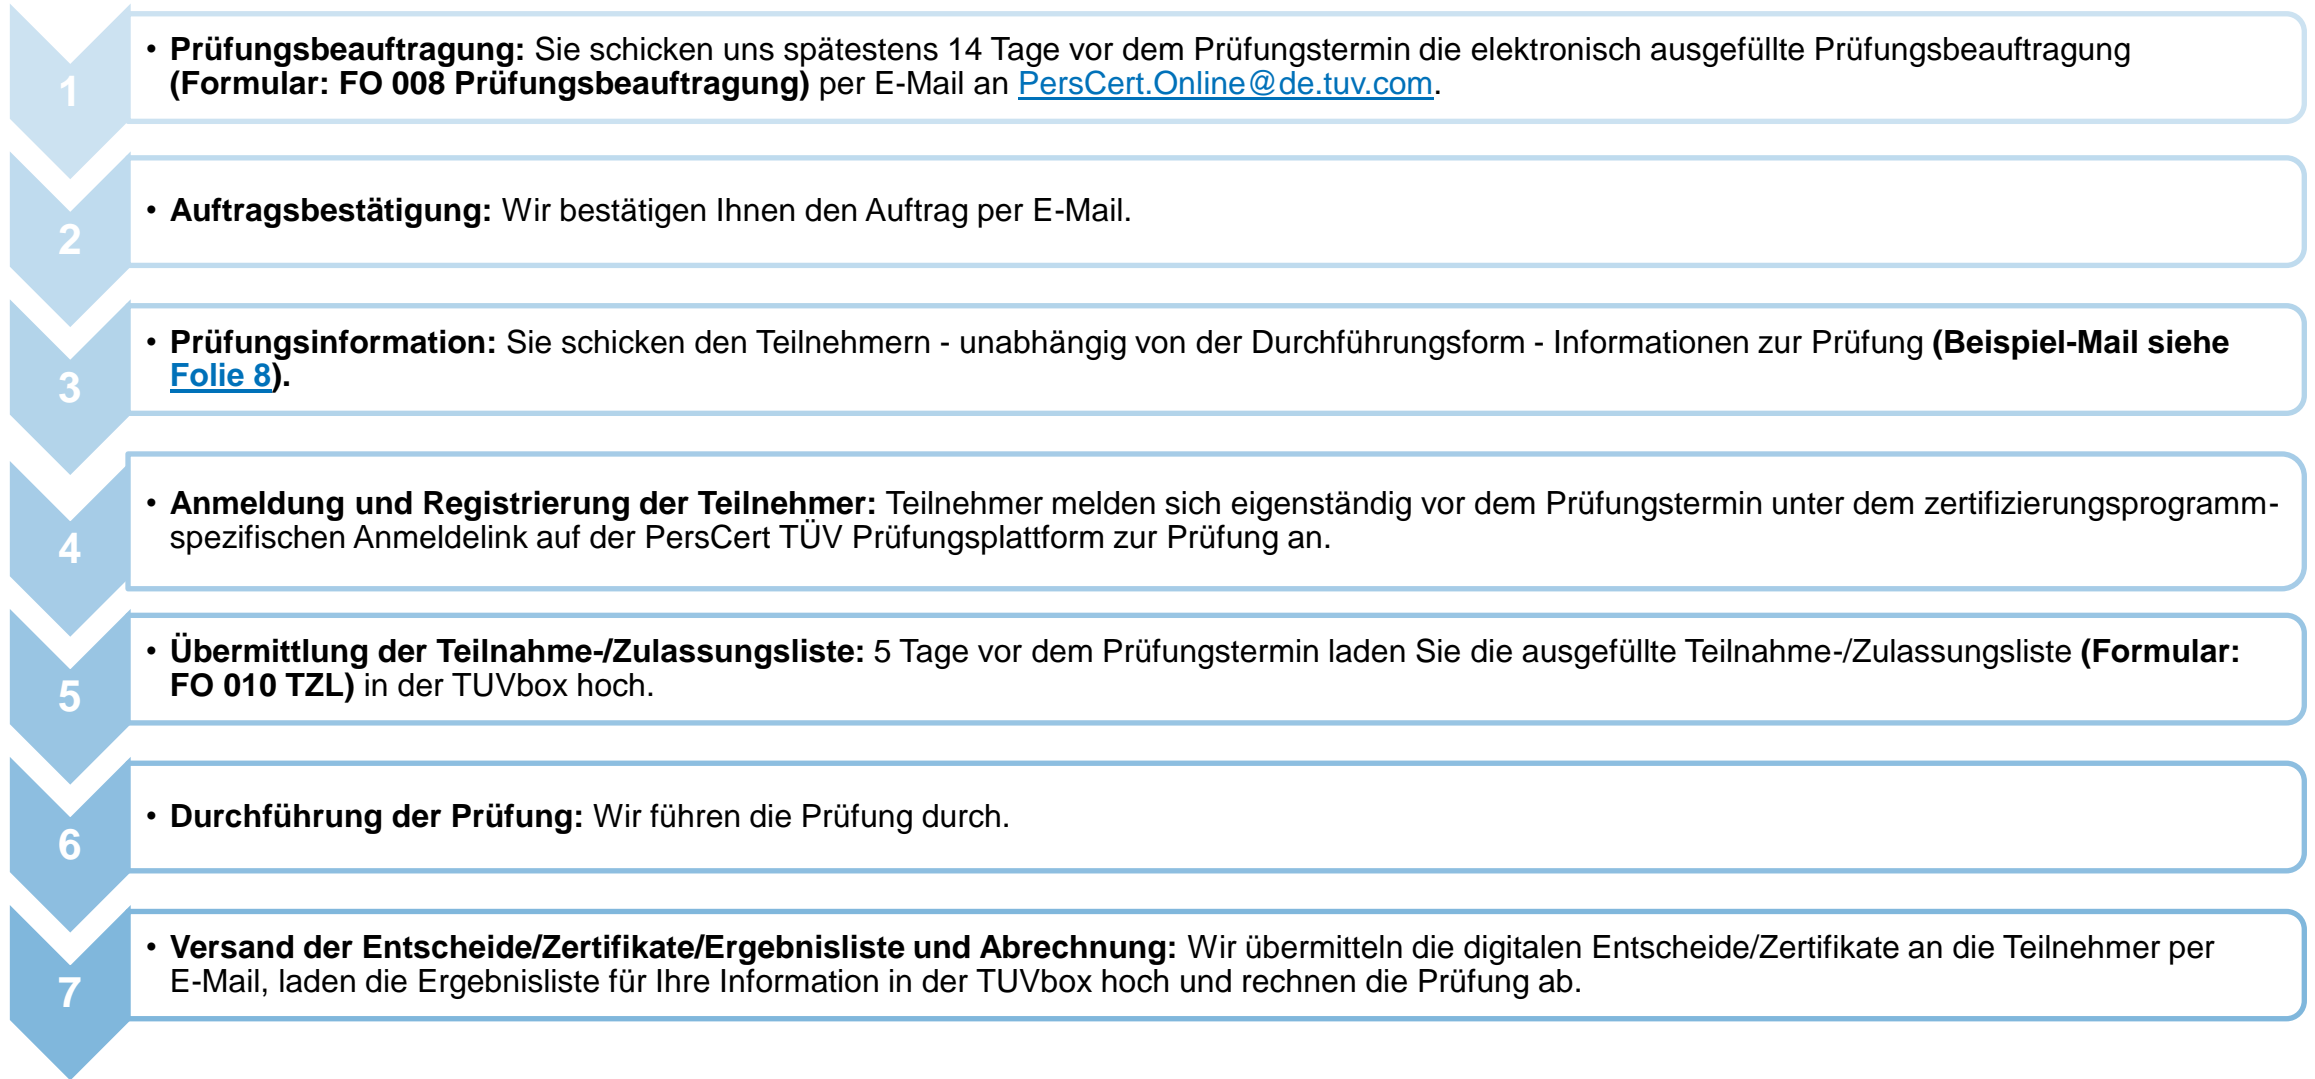 1
• Prüfungsbeauftragung: Sie schicken uns spätestens 14 Tage vor dem Prüfungstermin die elektronisch ausgefüllte Prüfungsbeauftragung
(Formular: FO 008 Prüfungsbeauftragung) per E-Mail an PersCert.Online@de.tuv.com.
2
• Auftragsbestätigung: Wir bestätigen Ihnen den Auftrag per E-Mail.
3
• Prüfungsinformation: Sie schicken den Teilnehmern - unabhängig von der Durchführungsform - Informationen zur Prüfung (Beispiel-Mail siehe
Folie 8).
4
• Anmeldung und Registrierung der Teilnehmer: Teilnehmer melden sich eigenständig vor dem Prüfungstermin unter dem zertifizierungsprogramm-
spezifischen Anmeldelink auf der PersCert TÜV Prüfungsplattform zur Prüfung an.
5
• Übermittlung der Teilnahme-/Zulassungsliste: 5 Tage vor dem Prüfungstermin laden Sie die ausgefüllte Teilnahme-/Zulassungsliste (Formular:
FO 010 TZL) in der TUVbox hoch.
6
• Durchführung der Prüfung: Wir führen die Prüfung durch.
7
• Versand der Entscheide/Zertifikate/Ergebnisliste und Abrechnung: Wir übermitteln die digitalen Entscheide/Zertifikate an die Teilnehmer per
E-Mail, laden die Ergebnisliste für Ihre Information in der TUVbox hoch und rechnen die Prüfung ab.